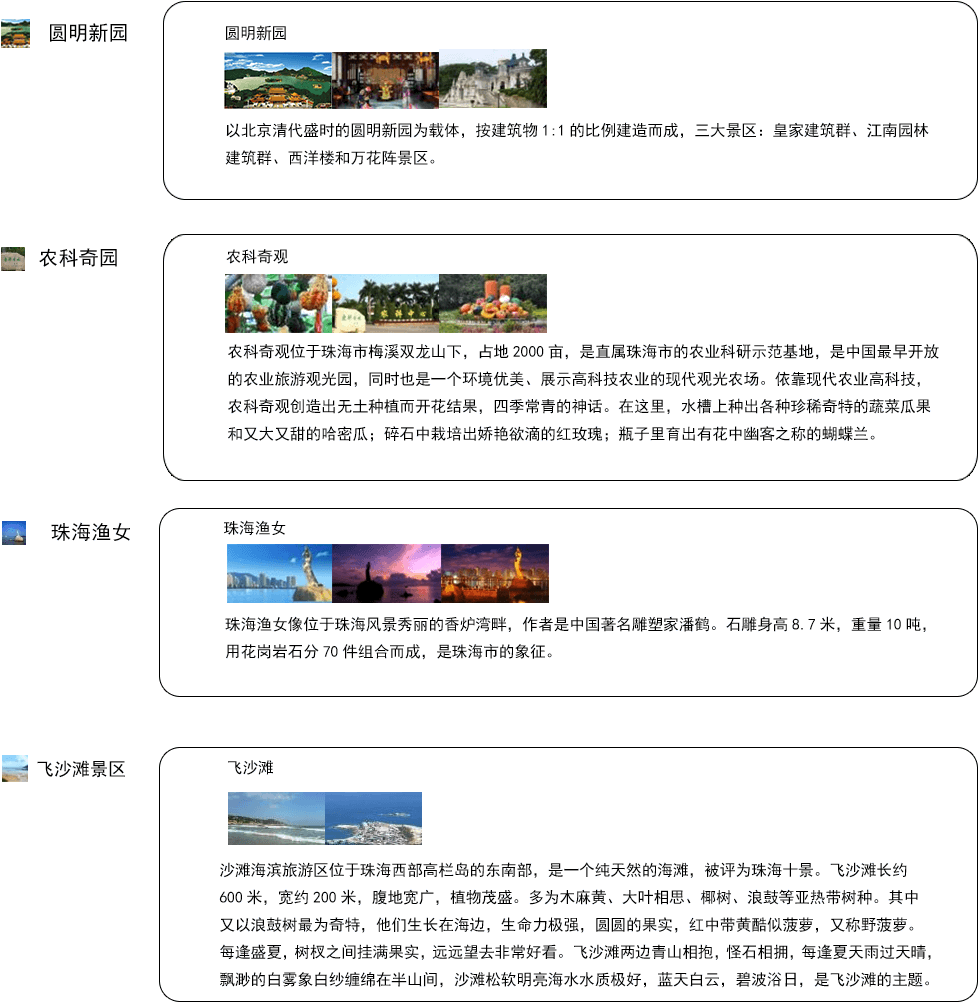 圆明新园
圆明新园
以北京清代盛时的圆明新园为载体，按建筑物1:1的比例建造而成，三大景区：皇家建筑群、江南园林
建筑群、西洋楼和万花阵景区。
农科奇园
农科奇观
农科中心
农科奇观位于珠海市梅溪双龙山下，占地2000亩，是直属珠海市的农业科研示范基地，是中国最早开放
的农业旅游观光园，同时也是一个环境优美、展示高科技农业的现代观光农场。依靠现代农业高科技，
农科奇观创造出无土种植而开花结果，四季常青的神话。在这里，水槽上种出各种珍稀奇特的蔬菜瓜果
和又大又甜的哈密瓜；碎石中栽培出娇艳欲滴的红玫瑰；瓶子里育出有花中幽客之称的蝴蝶兰。
珠海渔女
珠海渔女
珠海渔女像位于珠海风景秀丽的香炉湾畔，作者是中国著名雕塑家潘鹤。石雕身高8.7米，重量10吨，
用花岗岩石分70件组合而成，是珠海市的象征。
飞沙滩景区
飞沙滩
沙滩海滨旅游区位于珠海西部高栏岛的东南部，是一个纯天然的海滩，被评为珠海十景。飞沙滩长约
600米，宽约200米，腹地宽广，植物茂盛。多为木麻黄、大叶相思、椰树、浪鼓等亚热带树种。其中
又以浪鼓树最为奇特，他们生长在海边，生命力极强，圆圆的果实，红中带黄酷似菠萝，又称野菠萝。
每逢盛夏，树杈之间挂满果实，远远望去非常好看。飞沙滩两边青山相抱，怪石相拥，每逢夏天雨过天晴，
飘渺的白雾象白纱缠绵在半山间，沙滩松软明亮海水水质极好，蓝天白云，碧波浴日，是飞沙滩的主题。